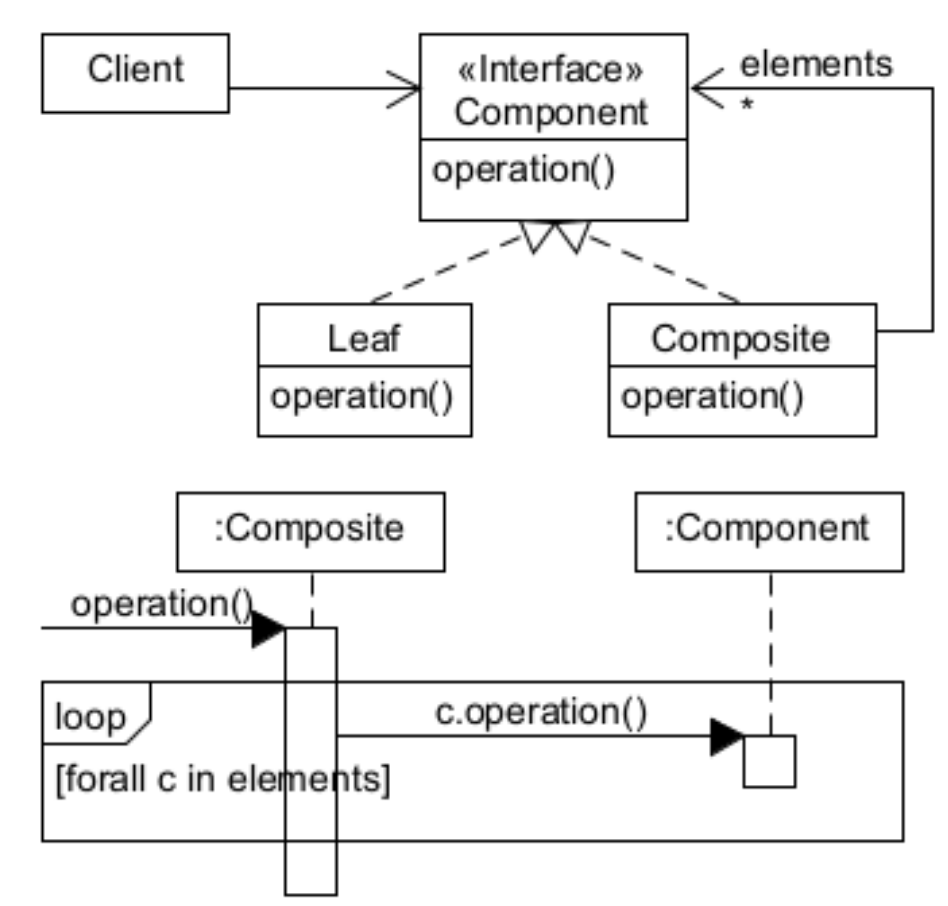 Client
«Interface»
Component
operation()
elements
*
Leaf
operation()
Composite
operation()
:Composite
:Component
operation()
loop
c.operation()
[forall c in elements]